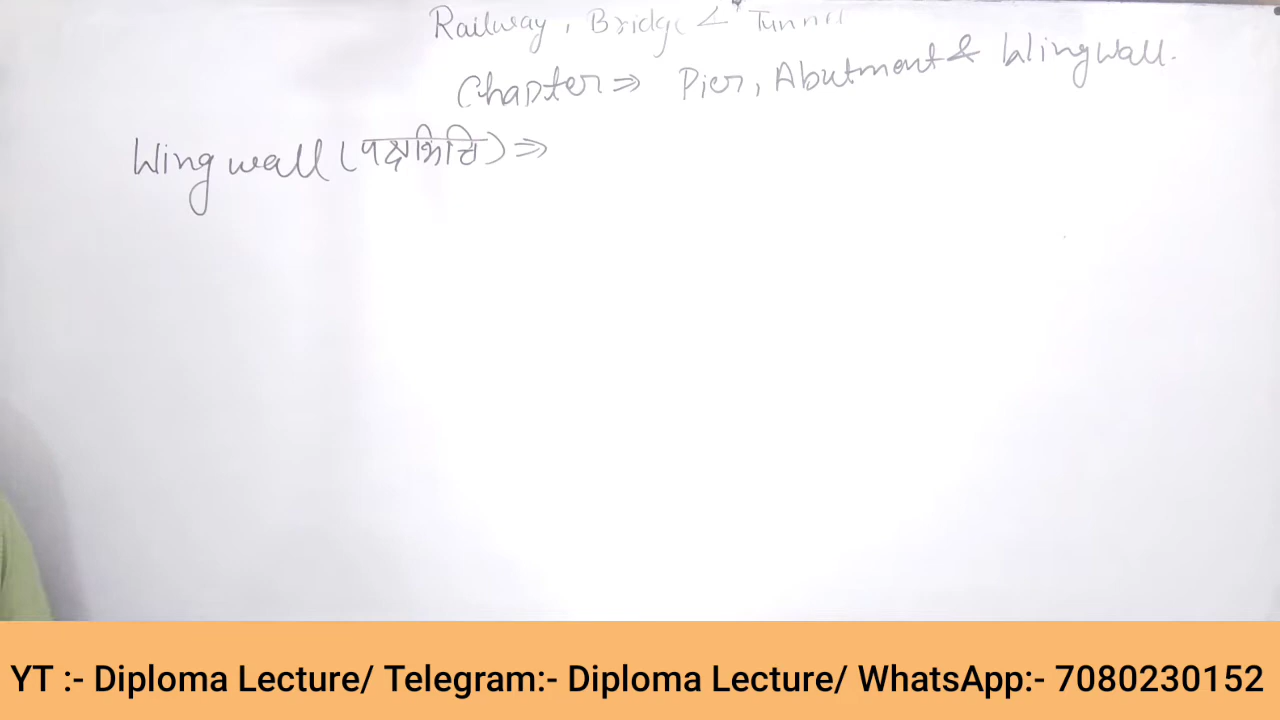 Railway, Bridge & Tunnel
Chapter ⇒ Pier, Abutment & Wingwall.
Wing wall (पक्षभित्ति) ⇒
YT :- Diploma Lecture/ Telegram:- Diploma Lecture/ WhatsApp:- 7080230152